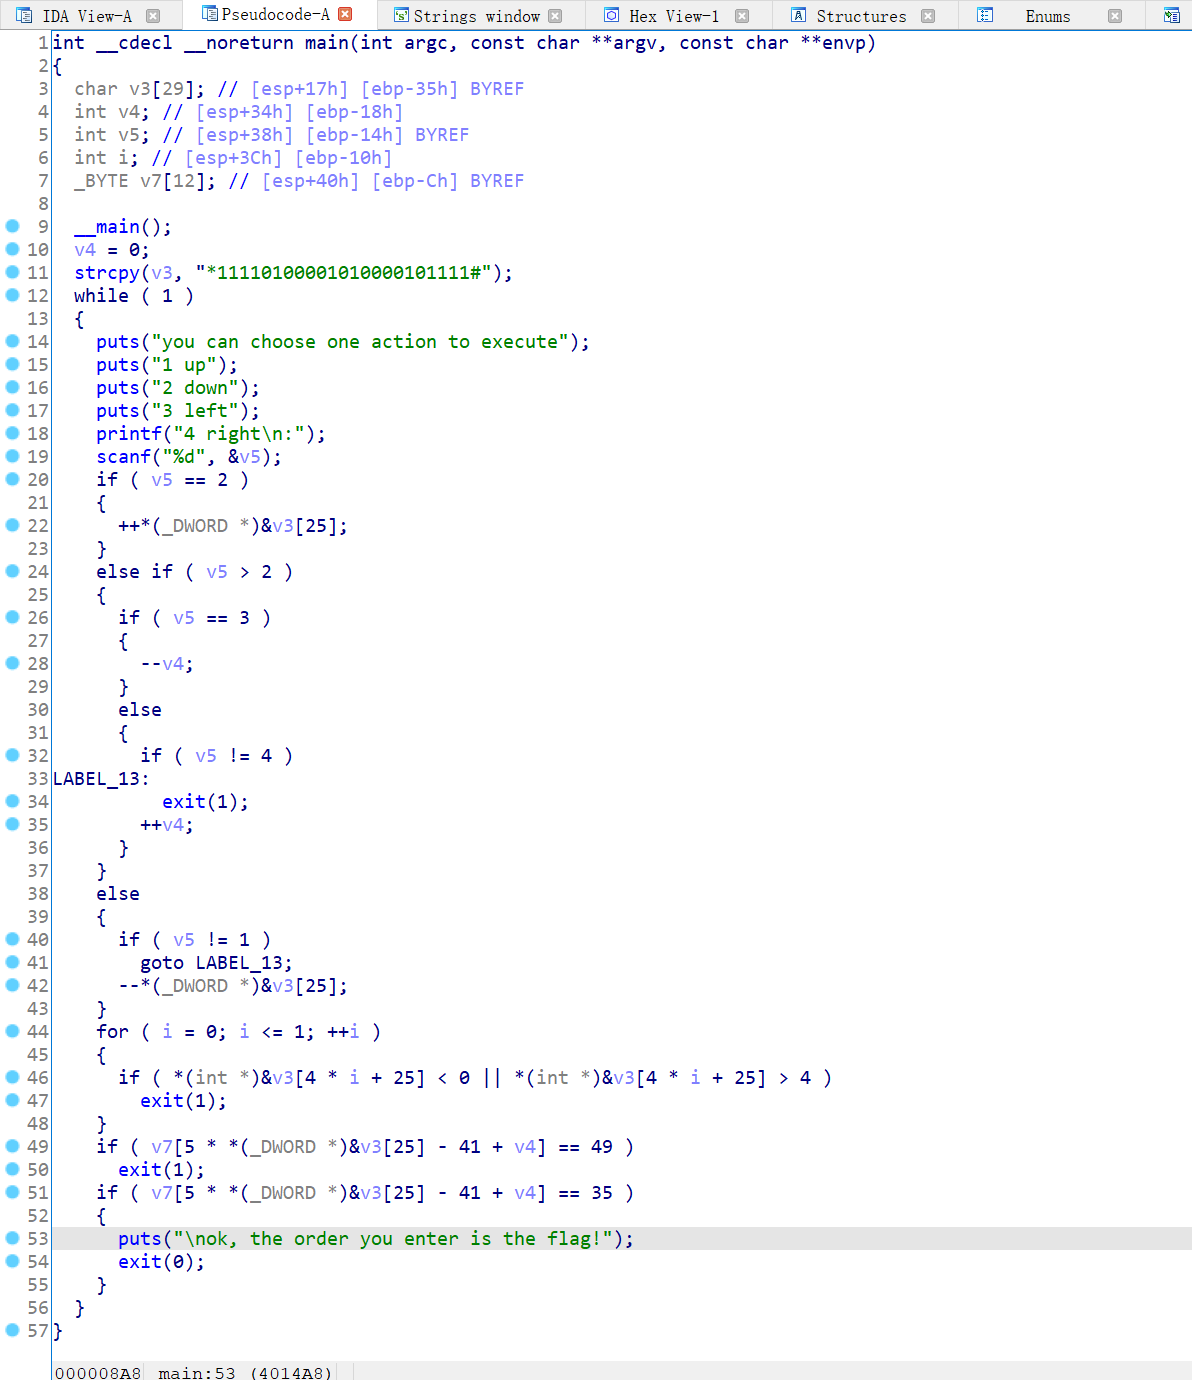 IDA View-A Pseudocode-A Strings window Hex View-1 Structures Enums
1 int __cdecl __noreturn main(int argc, const char **argv, const char **envp)
2 {
3 char v3[29]; // [esp+17h] [ebp-35h] BYREF
4 int v4; // [esp+34h] [ebp-18h]
5 int v5; // [esp+38h] [ebp-14h] BYREF
6 int i; // [esp+3Ch] [ebp-10h]
7 _BYTE v7[12]; // [esp+40h] [ebp-Ch] BYREF
8
9 __main();
10 v4 = 0;
11 strcpy(v3, "*11110100001010000101111#");
12 while ( 1 )
13 {
14 puts("you can choose one action to execute");
15 puts("1 up");
16 puts("2 down");
17 puts("3 left");
18 printf("4 right\n:");
19 scanf("%d", &v5);
20 if ( v5 == 2 )
21 {
22 ++*(_DWORD *)&v3[25];
23 }
24 else if ( v5 > 2 )
25 {
26 if ( v5 == 3 )
27 {
28 --v4;
29 }
30 else
31 {
32 if ( v5 != 4 )
33 LABEL_13:
34 exit(1);
35 ++v4;
36 }
37 }
38 else
39 {
40 if ( v5 != 1 )
41 goto LABEL_13;
42 --*(_DWORD *)&v3[25];
43 }
44 for ( i = 0; i <= 1; ++i )
45 {
46 if ( *(int *)&v3[4 * i + 25] < 0 || *(int *)&v3[4 * i + 25] > 4 )
47 exit(1);
48 }
49 if ( v7[5 * *(_DWORD *)&v3[25] - 41 + v4] == 49 )
50 exit(1);
51 if ( v7[5 * *(_DWORD *)&v3[25] - 41 + v4] == 35 )
52 {
53 puts("\nok, the order you enter is the flag!");
54 exit(0);
55 }
56 }
57 }
000008A8 main:53 (4014A8)